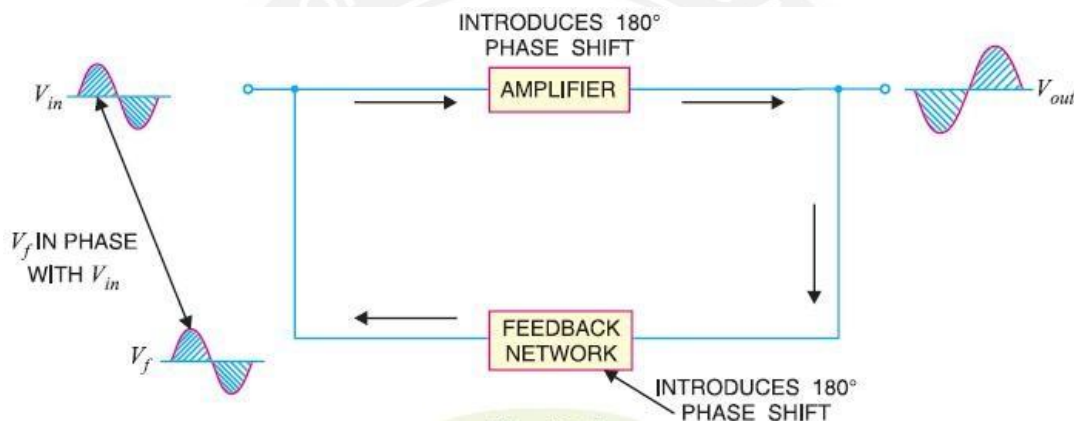 INTRODUCES 180°
PHASE SHIFT
AMPLIFIER
V_in
V_out
V_f IN PHASE
WITH V_in
V_f
FEEDBACK
NETWORK
INTRODUCES 180°
PHASE SHIFT